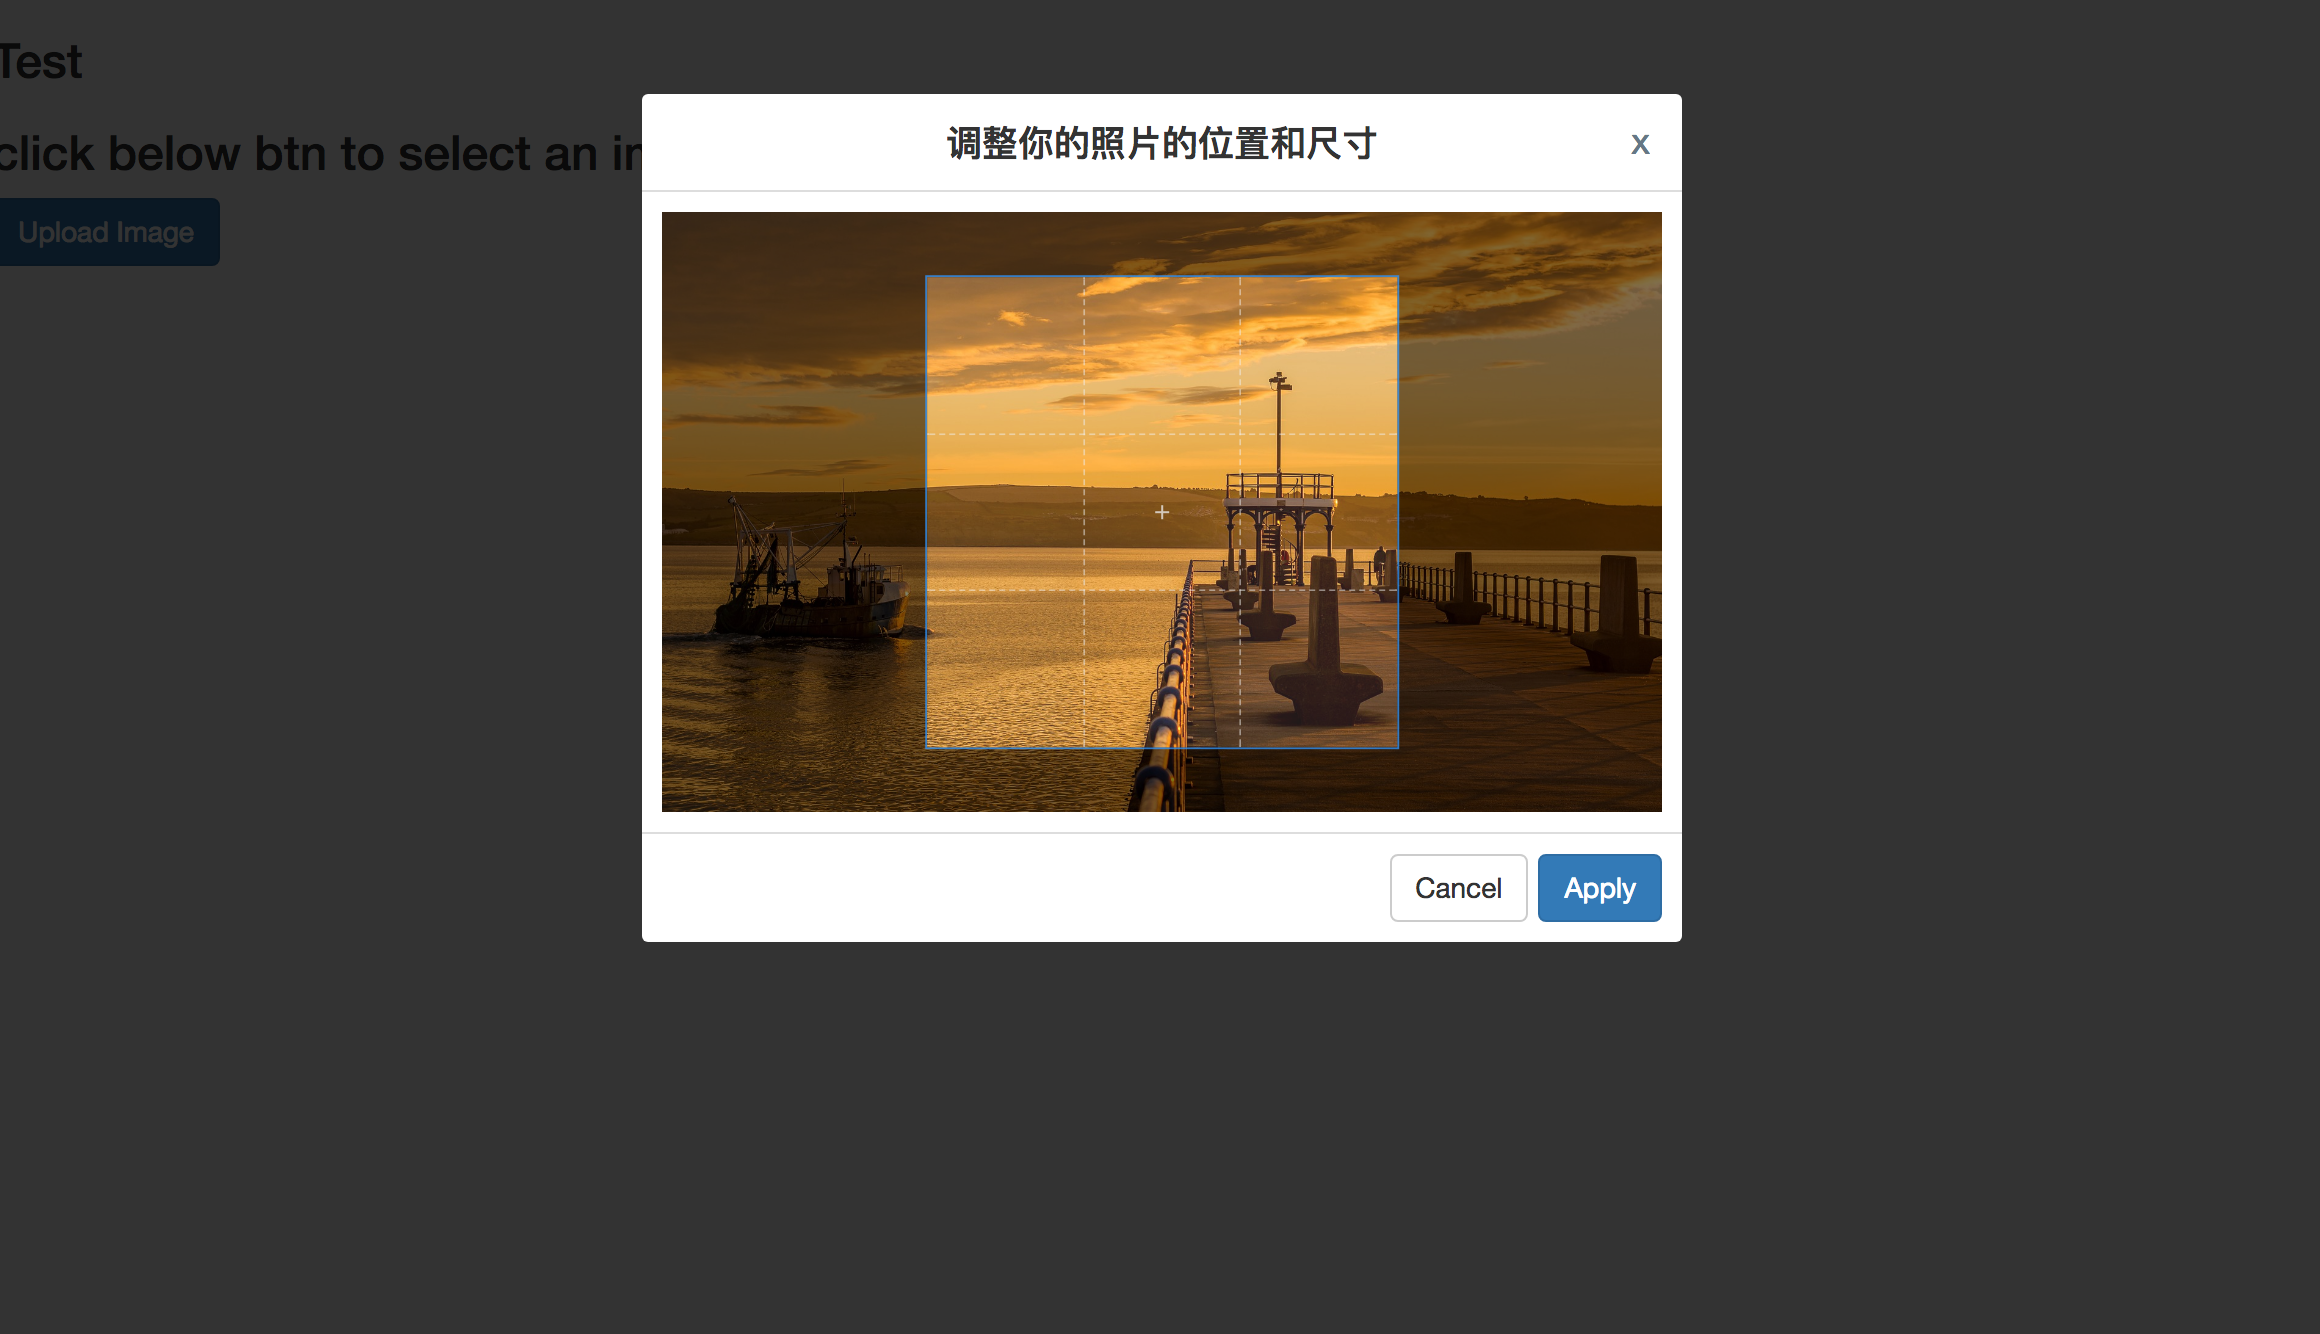 Test
click below btn to select an
Upload Image
调整你的照片的位置和尺寸
x
Cancel
Apply